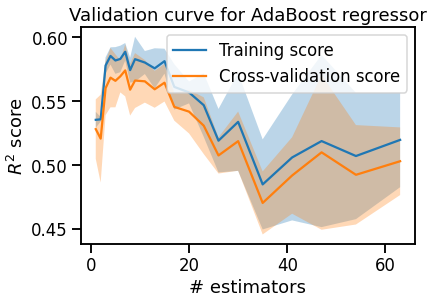 Validation curve for AdaBoost regressor
Training score
Cross-validation score
R² score
0.60
0.55
0.50
0.45
0
20
40
60
# estimators